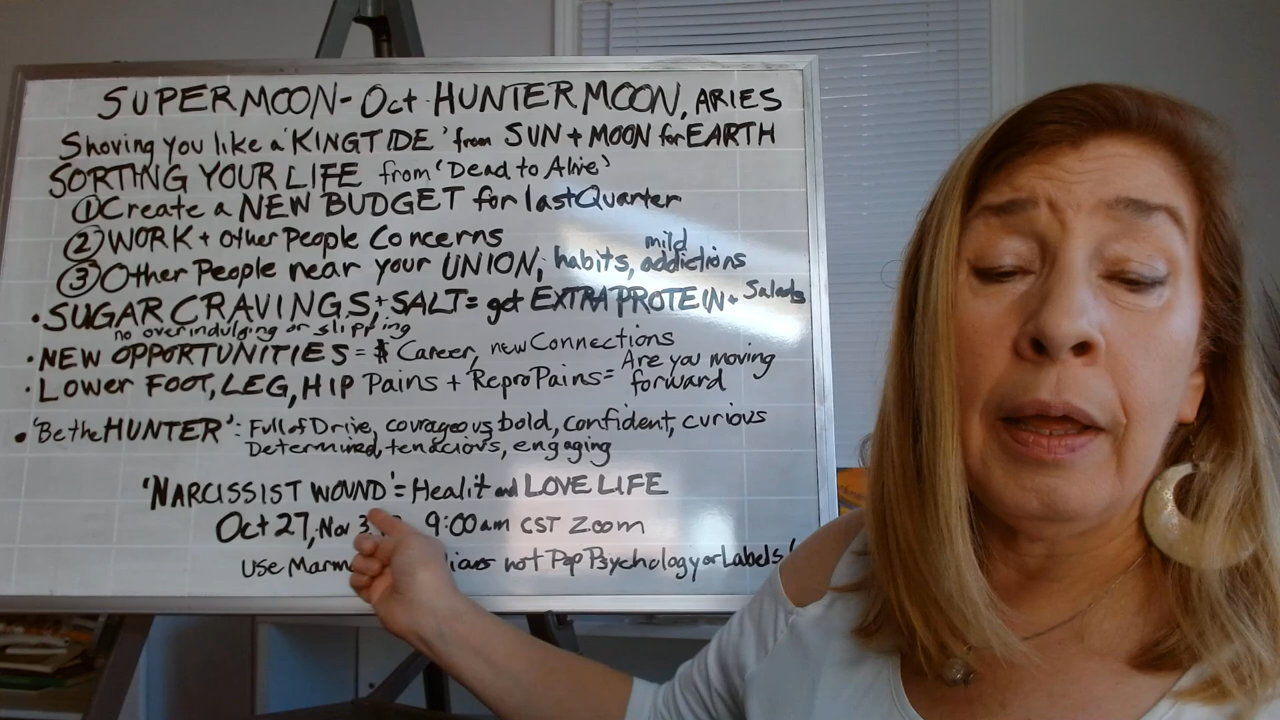 SUPERMOON- Oct HUNTER MOON, ARIES
Shoving you like a 'KINGTIDE' from SUN + MOON for EARTH
SORTING YOUR LIFE from 'Dead to Alive'
① Create a NEW BUDGET for last Quarter
② WORK + other People Concerns
③ Other People near your UNION, habits, mild addictions
• SUGAR CRAVINGS, + SALT = get EXTRA PROTEIN + Salads
no overindulging or slipping
• NEW OPPORTUNITIES = $ Career, new Connections
• LOWER FOOT, LEG, HIP Pains + Repro Pains = Are you moving forward
• 'Be the HUNTER': Full of Drive, courageous, bold, confident, curious
Determined, tenacious, engaging
'NARCISSIST WOUND' = Heal it and LOVE LIFE
Oct 27, Nov 3 9:00am CST Zoom
use not Pop Psychology or Labels!